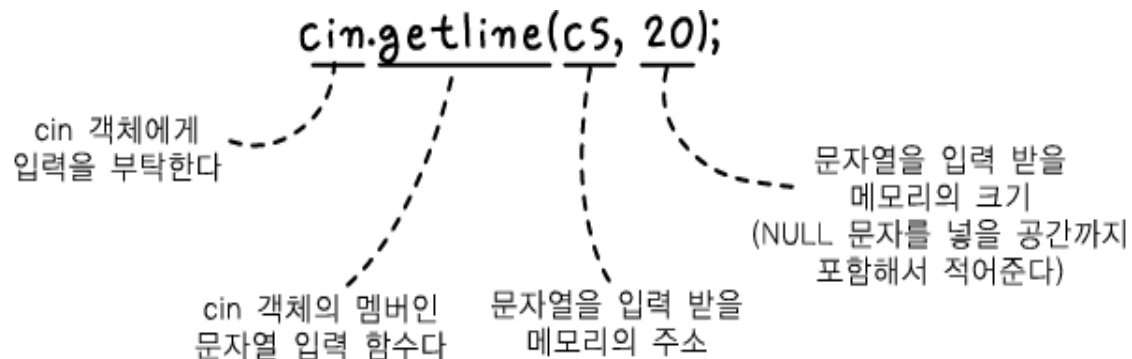 cin.getline(cs, 20);
cin 객체에게
입력을 부탁한다
문자열을 입력 받을
메모리의 크기
(NULL 문자를 넣을 공간까지
포함해서 적어준다)
cin 객체의 멤버인
문자열 입력 함수다
문자열을 입력 받을
메모리의 주소